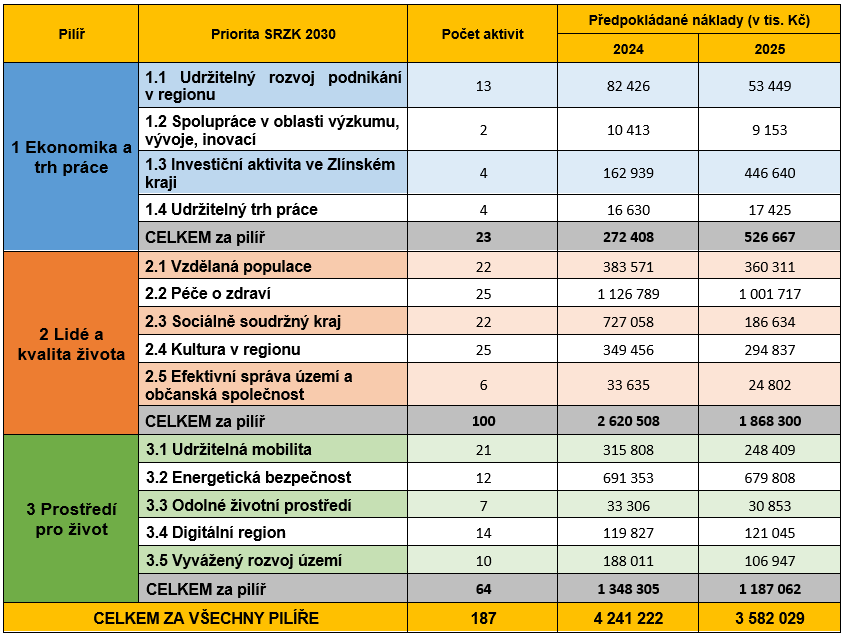 Pilíř
Priorita SRZK 2030
Počet aktivit
Předpokládané náklady (v tis. Kč)
2024
2025
1 Ekonomika a
trh práce
1.1 Udržitelný rozvoj podnikání
v regionu
13
82 426
53 449
1.2 Spolupráce v oblasti výzkumu,
vývoje, inovací
2
10 413
9 153
1.3 Investiční aktivita ve Zlínském
kraji
4
162 939
446 640
1.4 Udržitelný trh práce
4
16 630
17 425
CELKEM za pilíř
23
272 408
526 667
2 Lidé a
kvalita života
2.1 Vzdělaná populace
22
383 571
360 311
2.2 Péče o zdraví
25
1 126 789
1 001 717
2.3 Sociálně soudržný kraj
22
727 058
186 634
2.4 Kultura v regionu
25
349 456
294 837
2.5 Efektivní správa území a
občanská společnost
6
33 635
24 802
CELKEM za pilíř
100
2 620 508
1 868 300
3 Prostředí
pro život
3.1 Udržitelná mobilita
21
315 808
248 409
3.2 Energetická bezpečnost
12
691 353
679 808
3.3 Odolné životní prostředí
7
33 306
30 853
3.4 Digitální region
14
119 827
121 045
3.5 Vyvážený rozvoj území
10
188 011
106 947
CELKEM za pilíř
64
1 348 305
1 187 062
CELKEM ZA VŠECHNY PILÍŘE
187
4 241 222
3 582 029